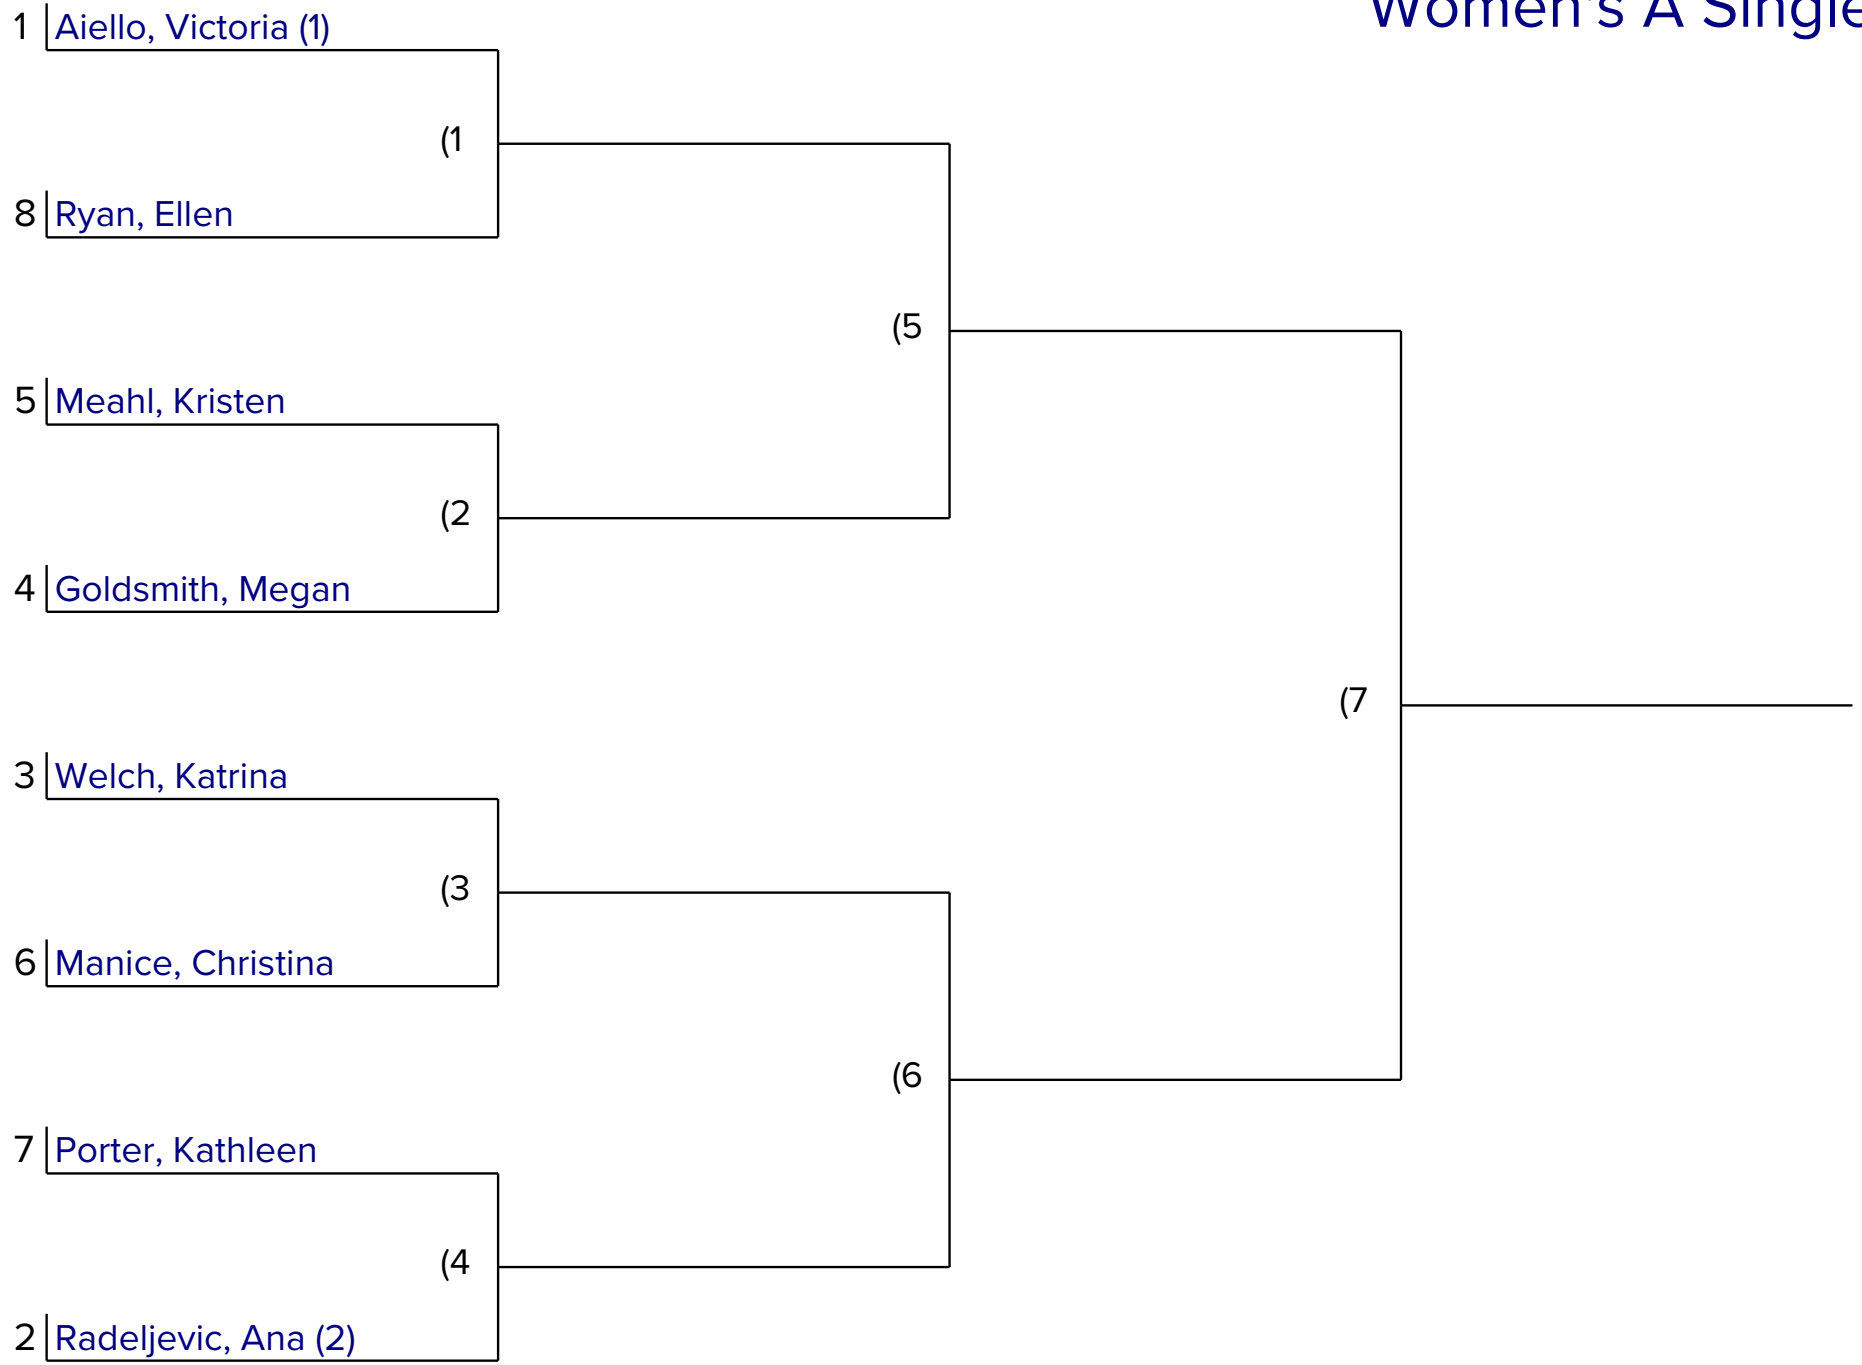 Women's A Single
1 Aiello, Victoria (1)
(1
8 Ryan, Ellen
(5
5 Meahl, Kristen
(2
4 Goldsmith, Megan
(7
3 Welch, Katrina
(3
6 Manice, Christina
(6
7 Porter, Kathleen
(4
2 Radeljevic, Ana (2)